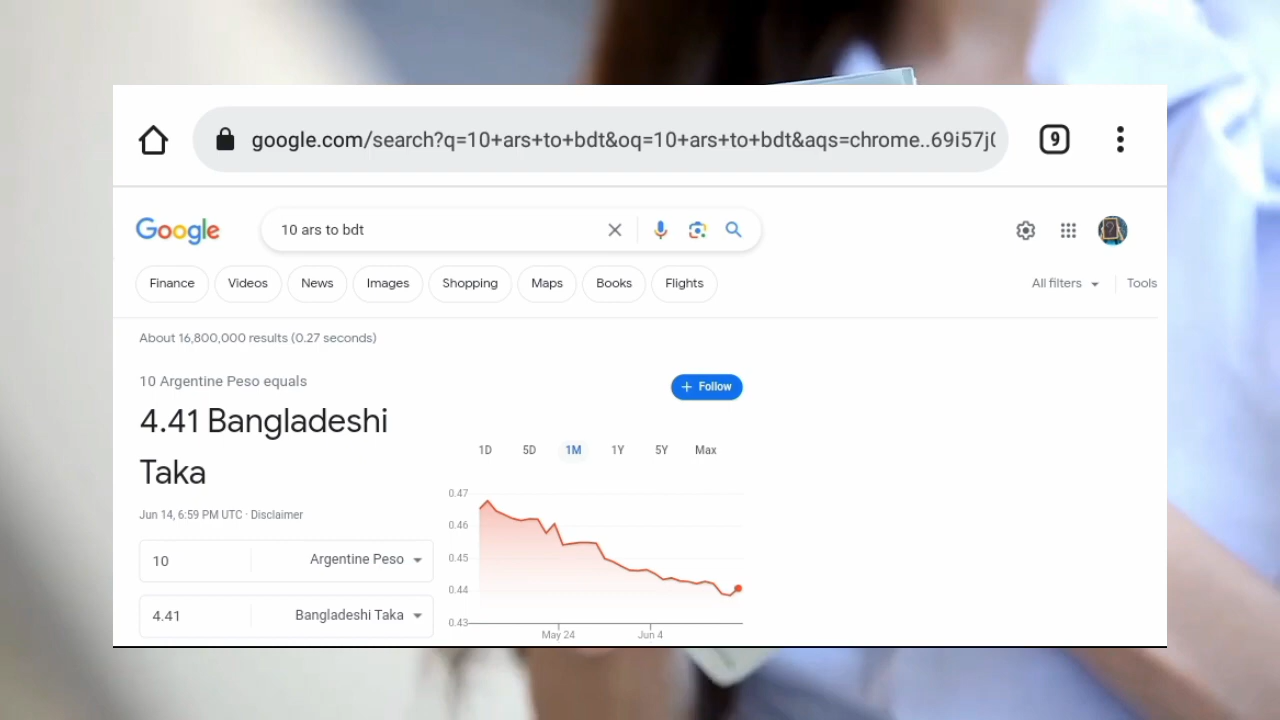 google.com/search?q=10+ars+to+bdt&oq=10+ars+to+bdt&aqs=chrome..69i57j0
9
Google
10 ars to bdt
Finance Videos News Images Shopping Maps Books Flights All filters Tools
About 16,800,000 results (0.27 seconds)
10 Argentine Peso equals
+ Follow
4.41 Bangladeshi
Taka
Jun 14, 6:59 PM UTC · Disclaimer
10 Argentine Peso
4.41 Bangladeshi Taka
1D 5D 1M 1Y 5Y Max
0.47
0.46
0.45
0.44
0.43
May 24 Jun 4